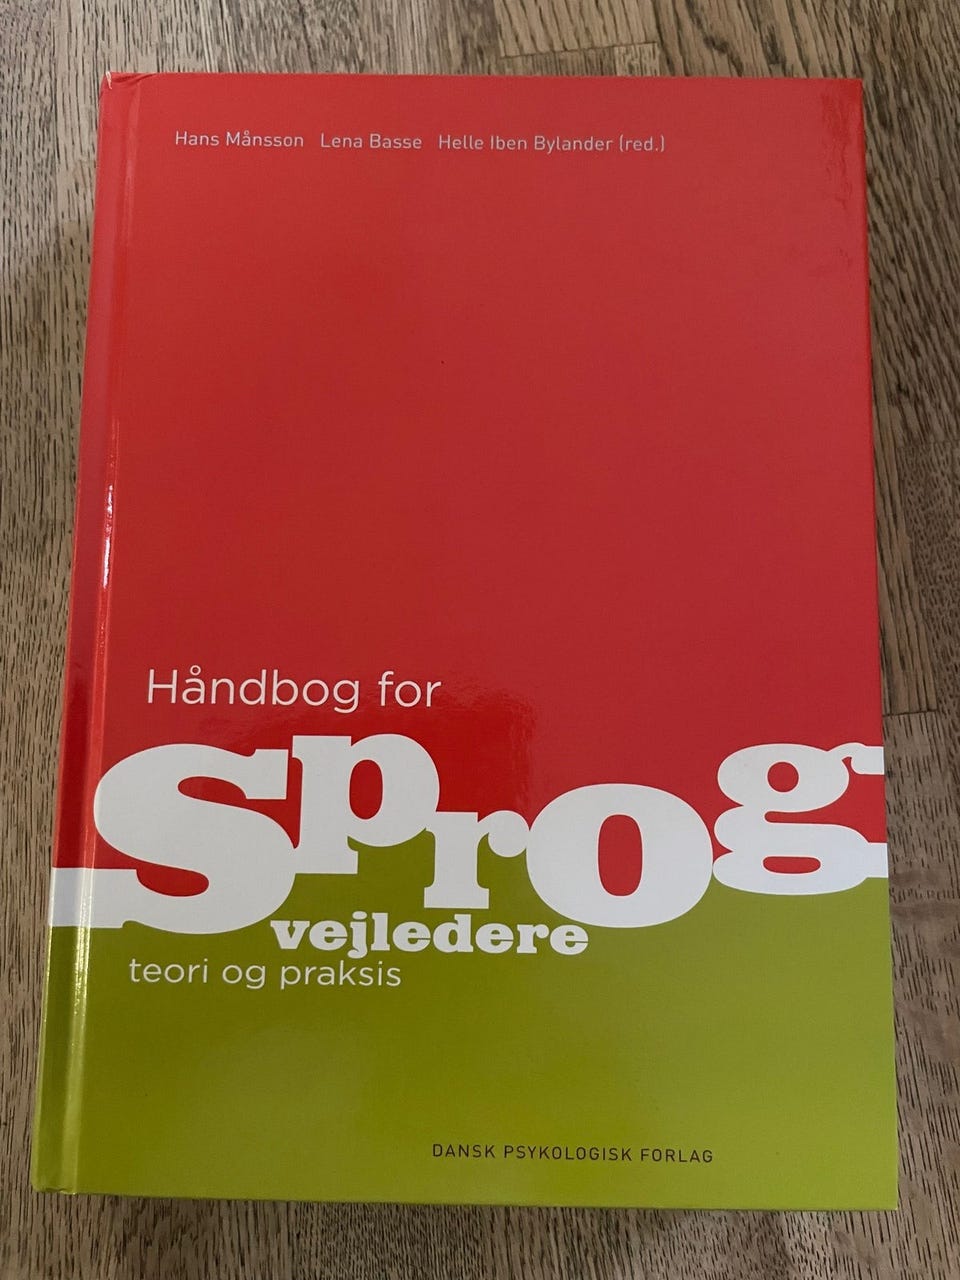 Hans Månsson Lena Basse Helle Iben Bylander (red.)
Håndbog for
sprog
vejledere
teori og praksis
DANSK PSYKOLOGISK FORLAG